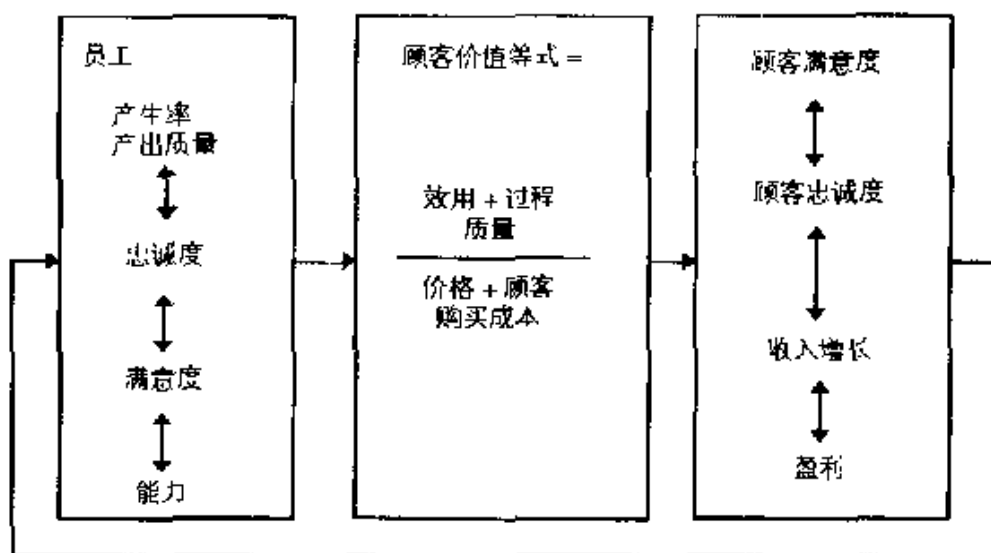 员工
产生率
产出质量
忠诚度
满意度
能力
顾客价值等式 =
效用 + 过程
质量
价格 + 顾客
购买成本
顾客满意度
顾客忠诚度
收入增长
盈利